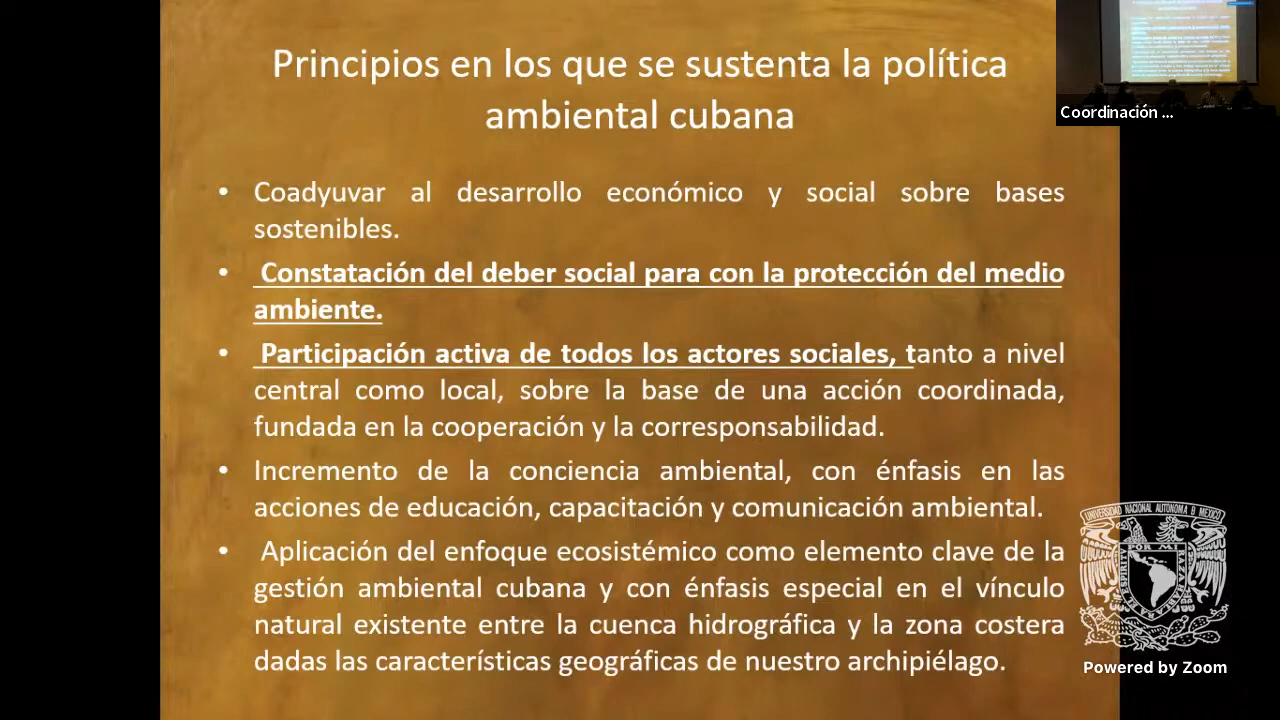 Principios en los que se sustenta la política
ambiental cubana
• Coadyuvar al desarrollo económico y social sobre bases
sostenibles.
• Constatación del deber social para con la protección del medio
ambiente.
• Participación activa de todos los actores sociales, tanto a nivel
central como local, sobre la base de una acción coordinada,
fundada en la cooperación y la corresponsabilidad.
• Incremento de la conciencia ambiental, con énfasis en las
acciones de educación, capacitación y comunicación ambiental.
• Aplicación del enfoque ecosistémico como elemento clave de la
gestión ambiental cubana y con énfasis especial en el vínculo
natural existente entre la cuenca hidrográfica y la zona costera
dadas las características geográficas de nuestro archipiélago.
Coordinación ...
UNIVERSIDAD NACIONAL AUTONOMA
POR MI
Powered by Zoom